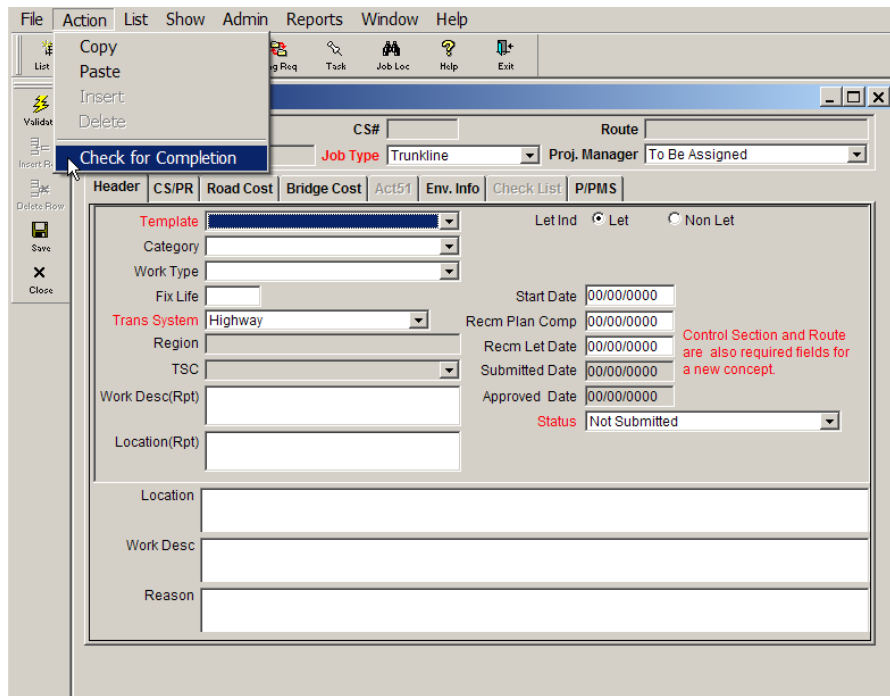 File Action List Show Admin Reports Window Help
Copy
Paste
Insert
Delete
Check for Completion
List Req Task Job Loc Help Exit
Insert
Delete Row
Save
Close
CS# Route
Job Type Trunkline Proj. Manager To Be Assigned
Header CS/PR Road Cost Bridge Cost Act51 Env. Info Check List P/PMS
Template Let Ind Let Non Let
Category
Work Type
Fix Life Start Date 00/00/0000
Trans System Highway Recm Plan Comp 00/00/0000
Region Recm Let Date 00/00/0000
TSC Submitted Date 00/00/0000
Control Section and Route
are also required fields for
a new concept.
Work Desc(Rpt) Approved Date 00/00/0000
Status Not Submitted
Location(Rpt)
Location
Work Desc
Reason